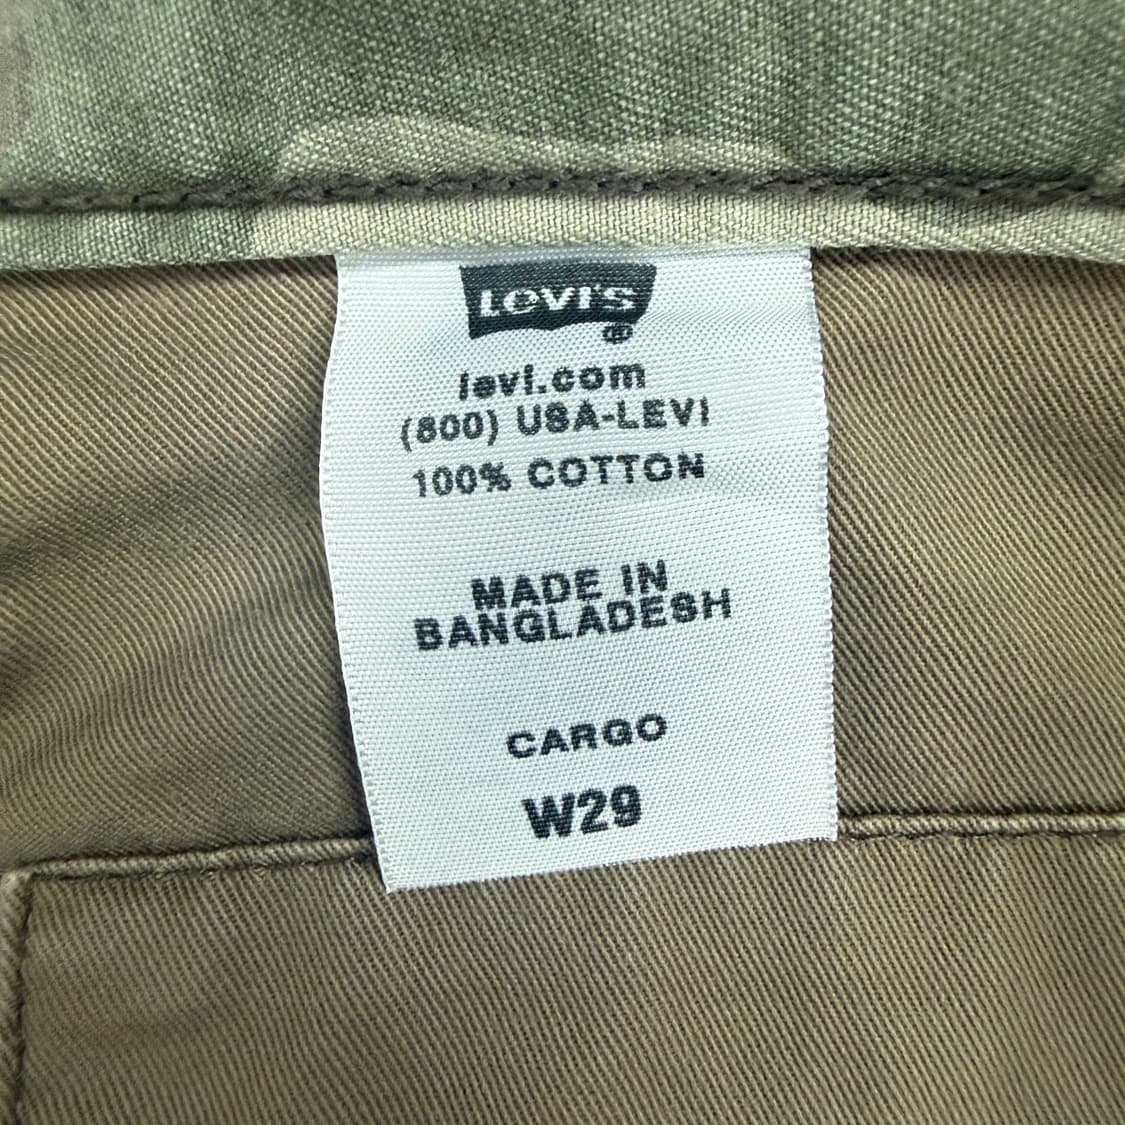 LEVI'S
®
levi.com
(800) USA-LEVI
100% COTTON
MADE IN
BANGLADESH
CARGO
W29